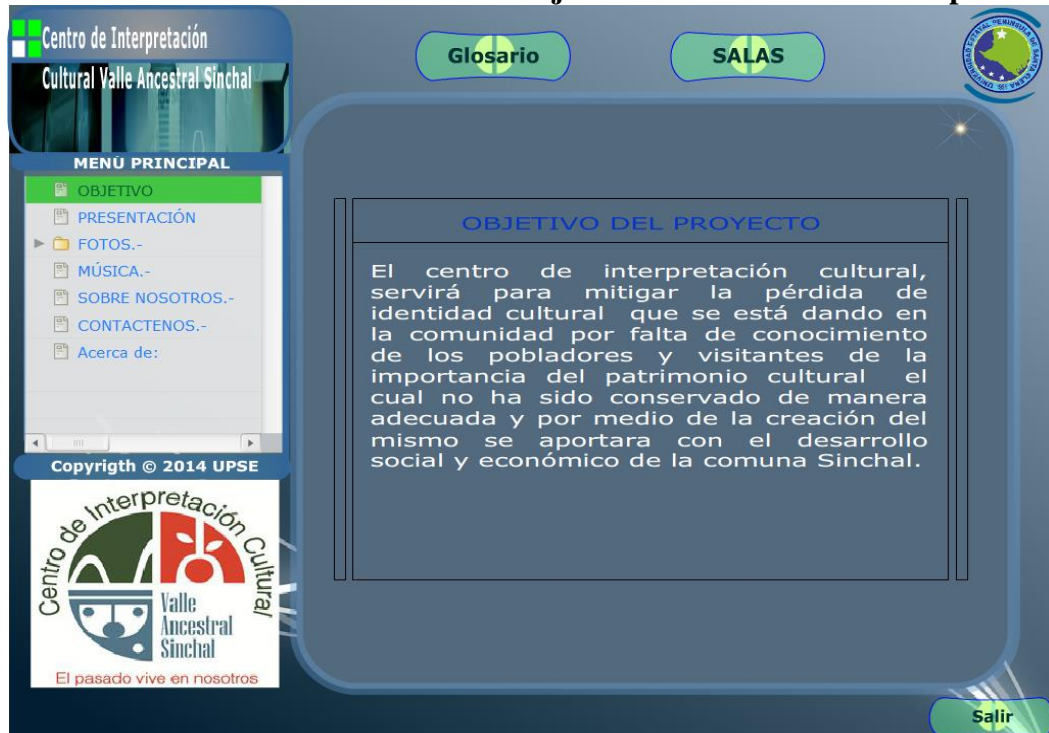 Centro de Interpretación
Cultural Valle Ancestral Sinchal
Glosario
SALAS
MENÙ PRINCIPAL
OBJETIVO
PRESENTACIÓN
FOTOS.-
MÚSICA.-
SOBRE NOSOTROS.-
CONTACTENOS.-
Acerca de:
Copyrigth © 2014 UPSE
Centro de Interpretación Cultural
Valle
Ancestral
Sinchal
El pasado vive en nosotros
OBJETIVO DEL PROYECTO
El centro de interpretación cultural,
servirá para mitigar la pérdida de
identidad cultural que se está dando en
la comunidad por falta de conocimiento
de los pobladores y visitantes de la
importancia del patrimonio cultural el
cual no ha sido conservado de manera
adecuada y por medio de la creación del
mismo se aportara con el desarrollo
social y económico de la comuna Sinchal.
Salir